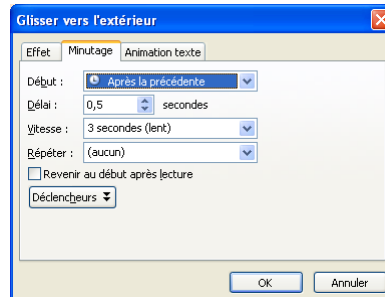 Glisser vers l'extérieur
Effet Minutage Animation texte
Début : Après la précédente
Délai : 0,5 secondes
Vitesse : 3 secondes (lent)
Répéter : (aucun)
Revenir au début après lecture
Déclencheurs
OK Annuler